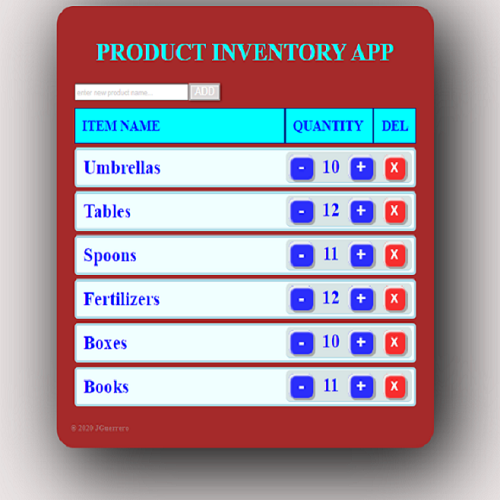 PRODUCT INVENTORY APP
enter new product name... ADD
ITEM NAME QUANTITY DEL
Umbrellas - 10 + X
Tables - 12 + X
Spoons - 11 + X
Fertilizers - 12 + X
Boxes - 10 + X
Books - 11 + X
© 2020 JGuerrero